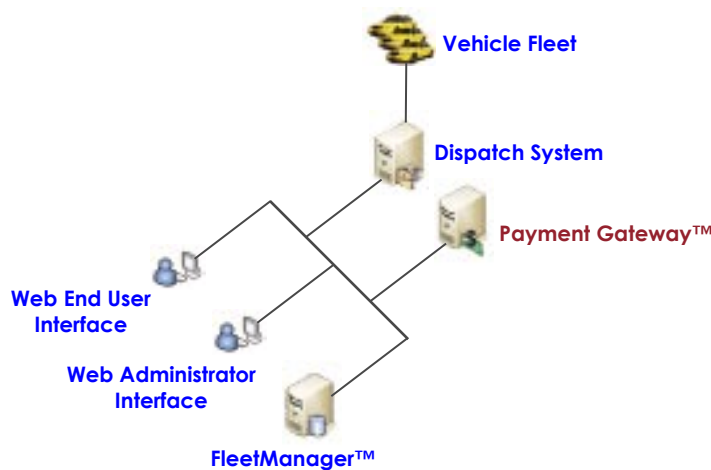 Vehicle Fleet
Dispatch System
Payment Gateway™
Web End User
Interface
Web Administrator
Interface
FleetManager™